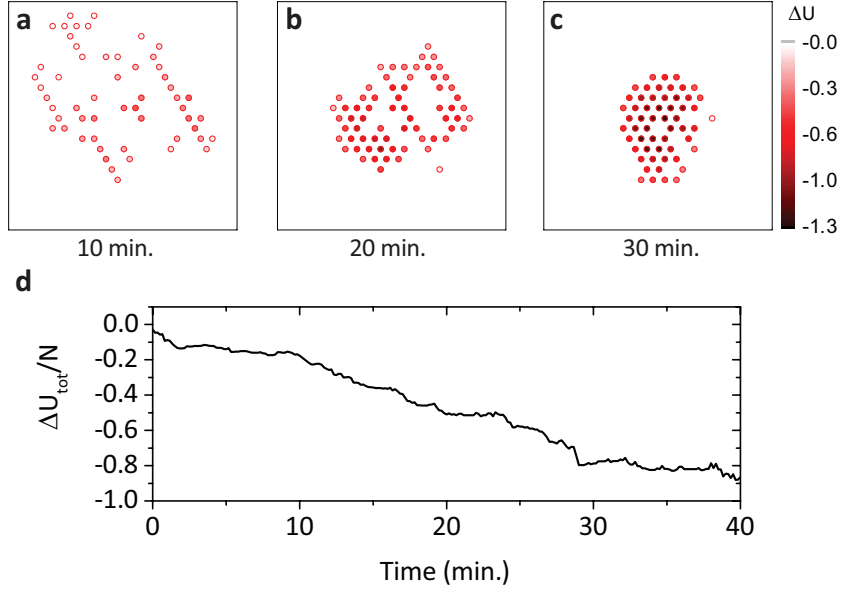 a
b
c
ΔU
-0.0
-0.3
-0.6
-1.0
-1.3
10 min.
20 min.
30 min.
d
0.0
-0.2
-0.4
-0.6
-0.8
-1.0
ΔUtot/N
0 10 20 30 40
Time (min.)